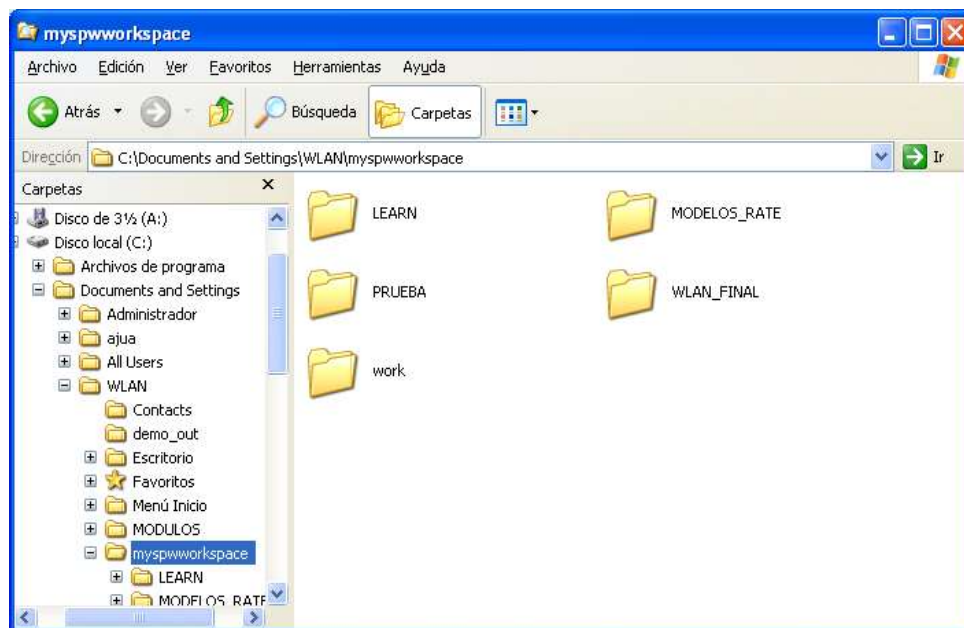 myspwworkspace
Archivo Edición Ver Favoritos Herramientas Ayuda
Atrás Búsqueda Carpetas
Dirección C:\Documents and Settings\WLAN\myspwworkspace Ir
Carpetas x
Disco de 3½ (A:)
Disco local (C:)
Archivos de programa
Documents and Settings
Administrador
ajua
All Users
WLAN
Contacts
demo_out
Escritorio
Favoritos
Menú Inicio
MODULOS
myspwworkspace
LEARN
MODELOS_RATE
LEARN MODELOS_RATE
PRUEBA WLAN_FINAL
work